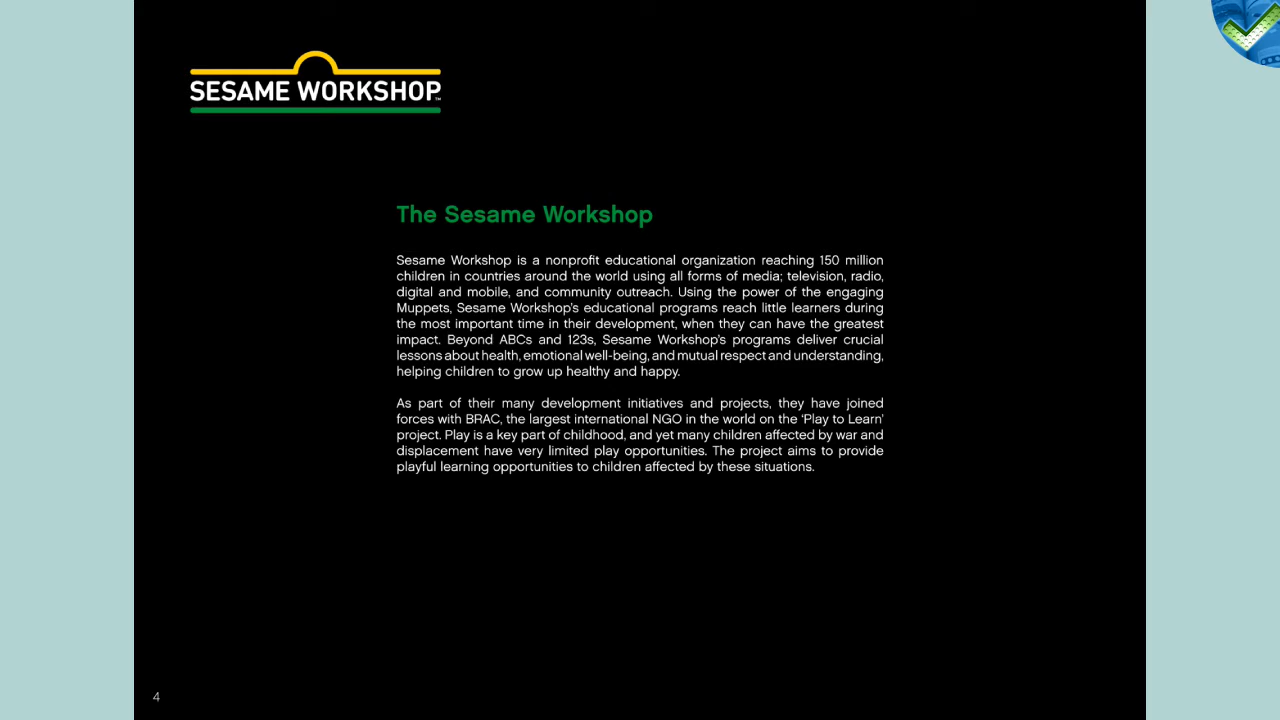 SESAME WORKSHOP™
The Sesame Workshop
Sesame Workshop is a nonprofit educational organization reaching 150 million
children in countries around the world using all forms of media; television, radio,
digital and mobile, and community outreach. Using the power of the engaging
Muppets, Sesame Workshop's educational programs reach little learners during
the most important time in their development, when they can have the greatest
impact. Beyond ABCs and 123s, Sesame Workshop's programs deliver crucial
lessons about health, emotional well-being, and mutual respect and understanding,
helping children to grow up healthy and happy.
As part of their many development initiatives and projects, they have joined
forces with BRAC, the largest international NGO in the world on the 'Play to Learn'
project. Play is a key part of childhood, and yet many children affected by war and
displacement have very limited play opportunities. The project aims to provide
playful learning opportunities to children affected by these situations.
4